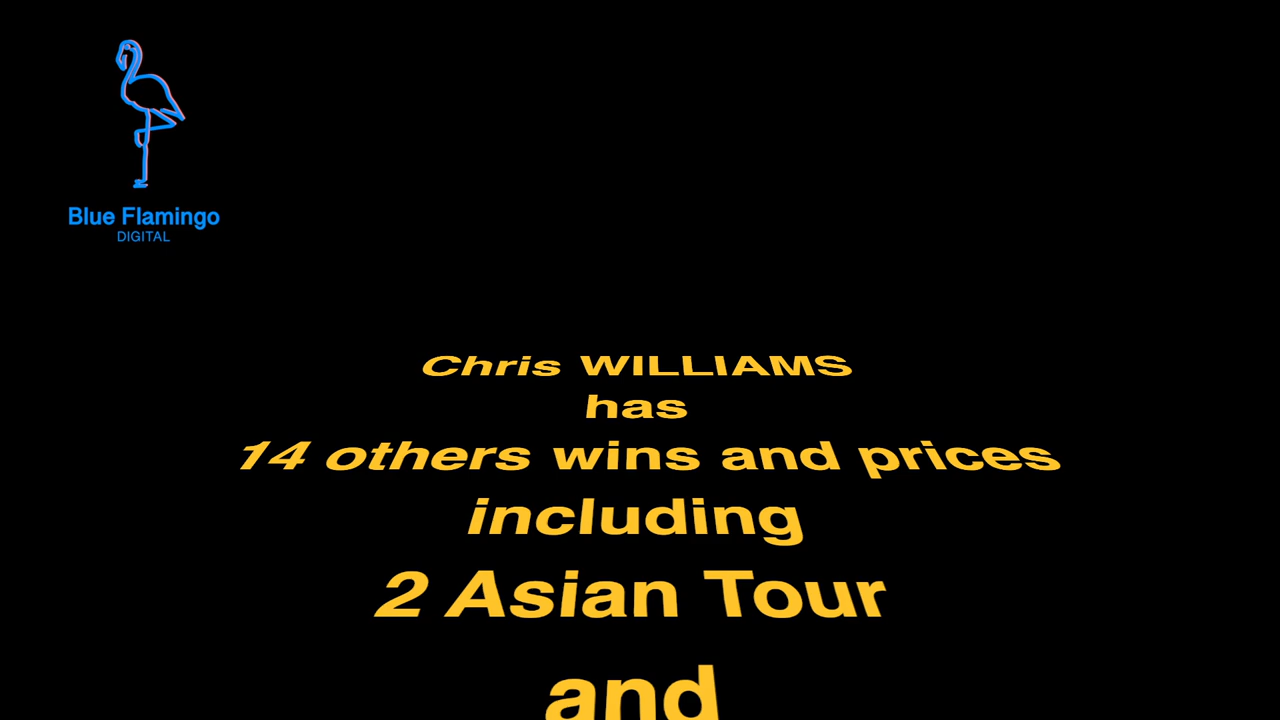 Blue Flamingo
DIGITAL
Chris WILLIAMS
has
14 others wins and prices
including
2 Asian Tour
and